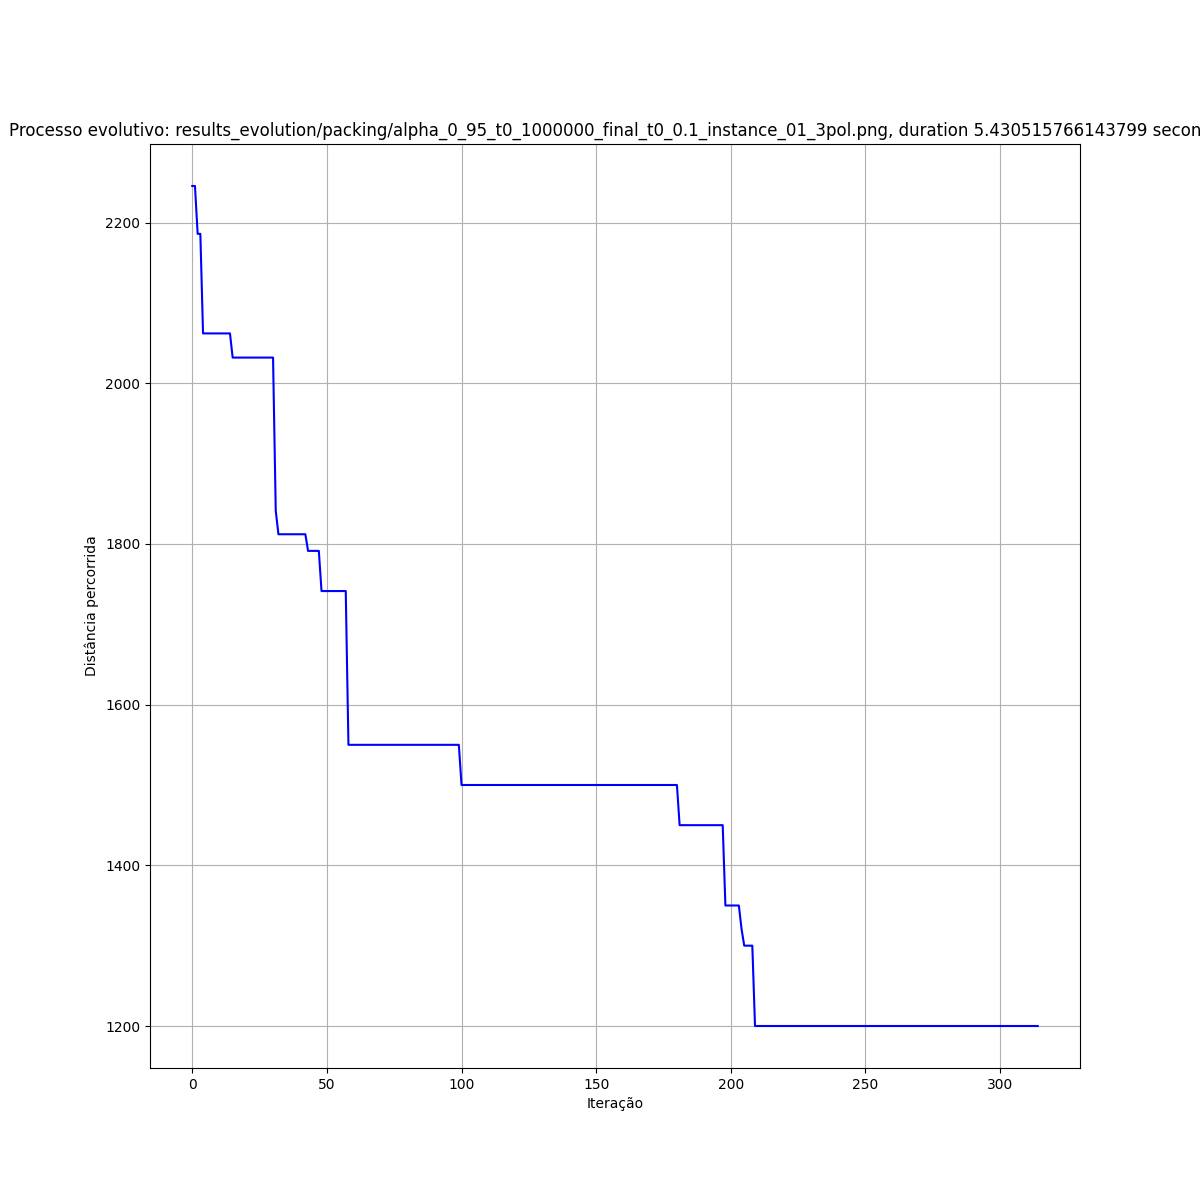 Processo evolutivo: results_evolution/packing/alpha_0_95_t0_1000000_final_t0_0.1_instance_01_3pol.png, duration 5.430515766143799 secon
2200
2000
1800
1600
1400
1200
Distância percorrida
0 50 100 150 200 250 300
Iteração